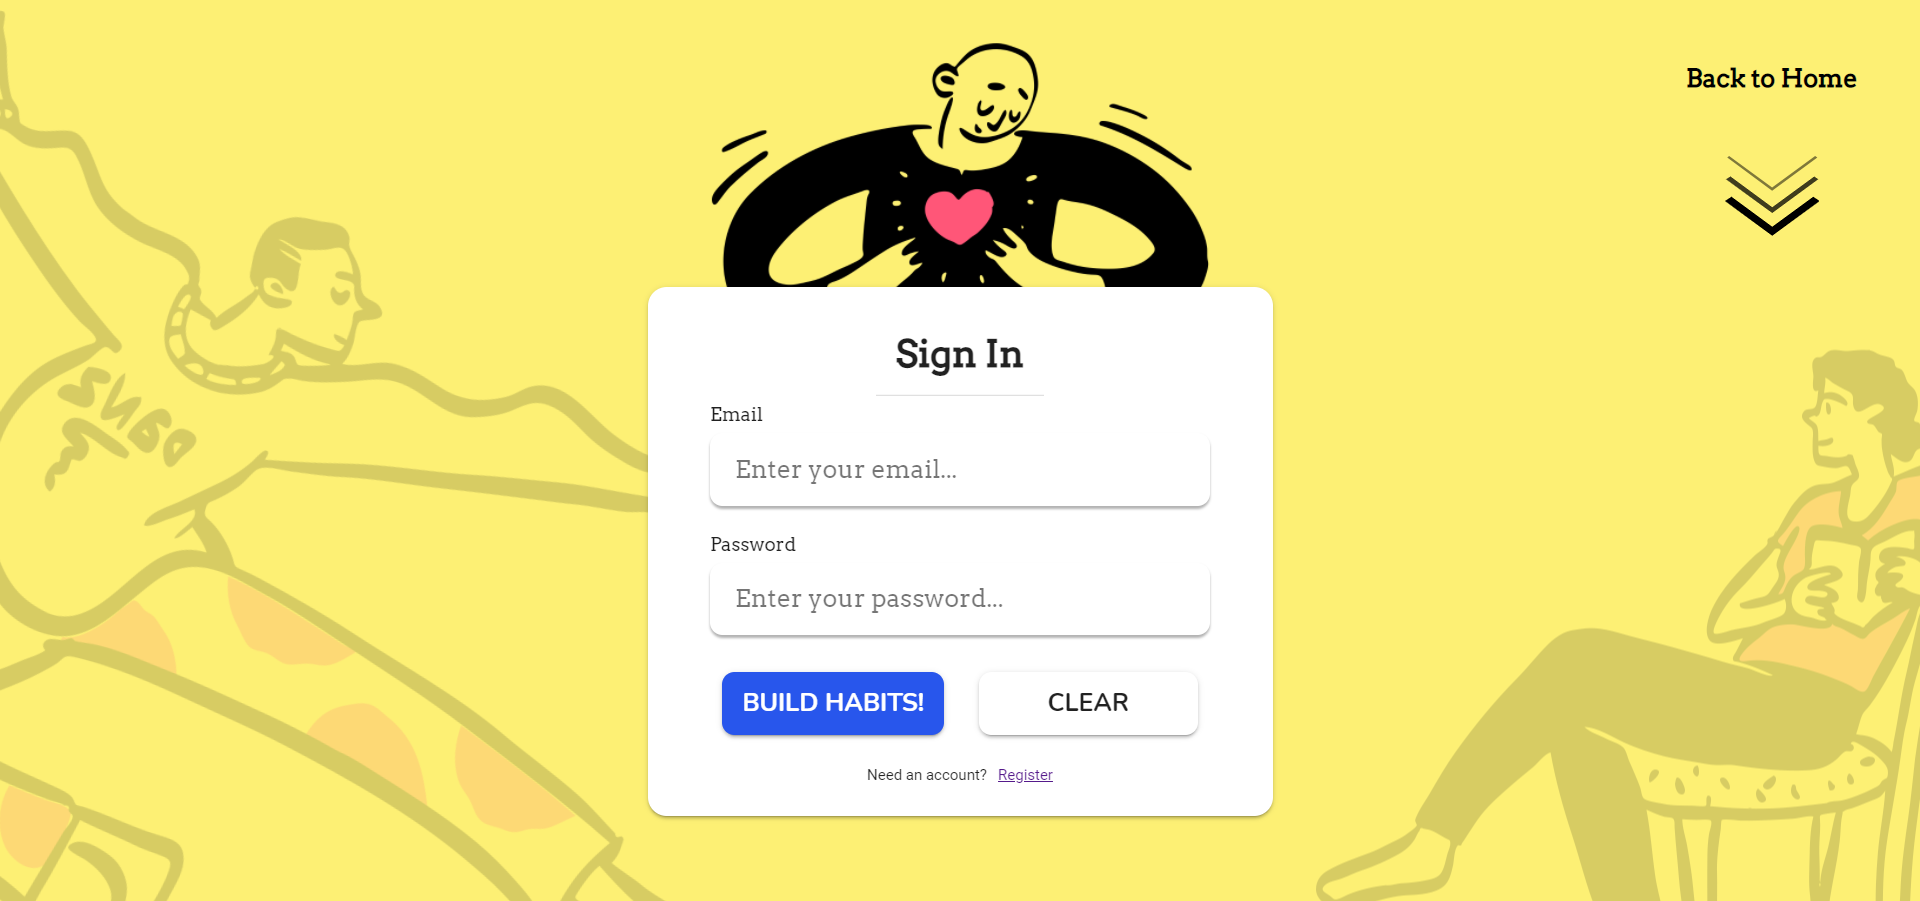 Back to Home
Sign In
Email
Enter your email...
Password
Enter your password...
BUILD HABITS!
CLEAR
Need an account? Register